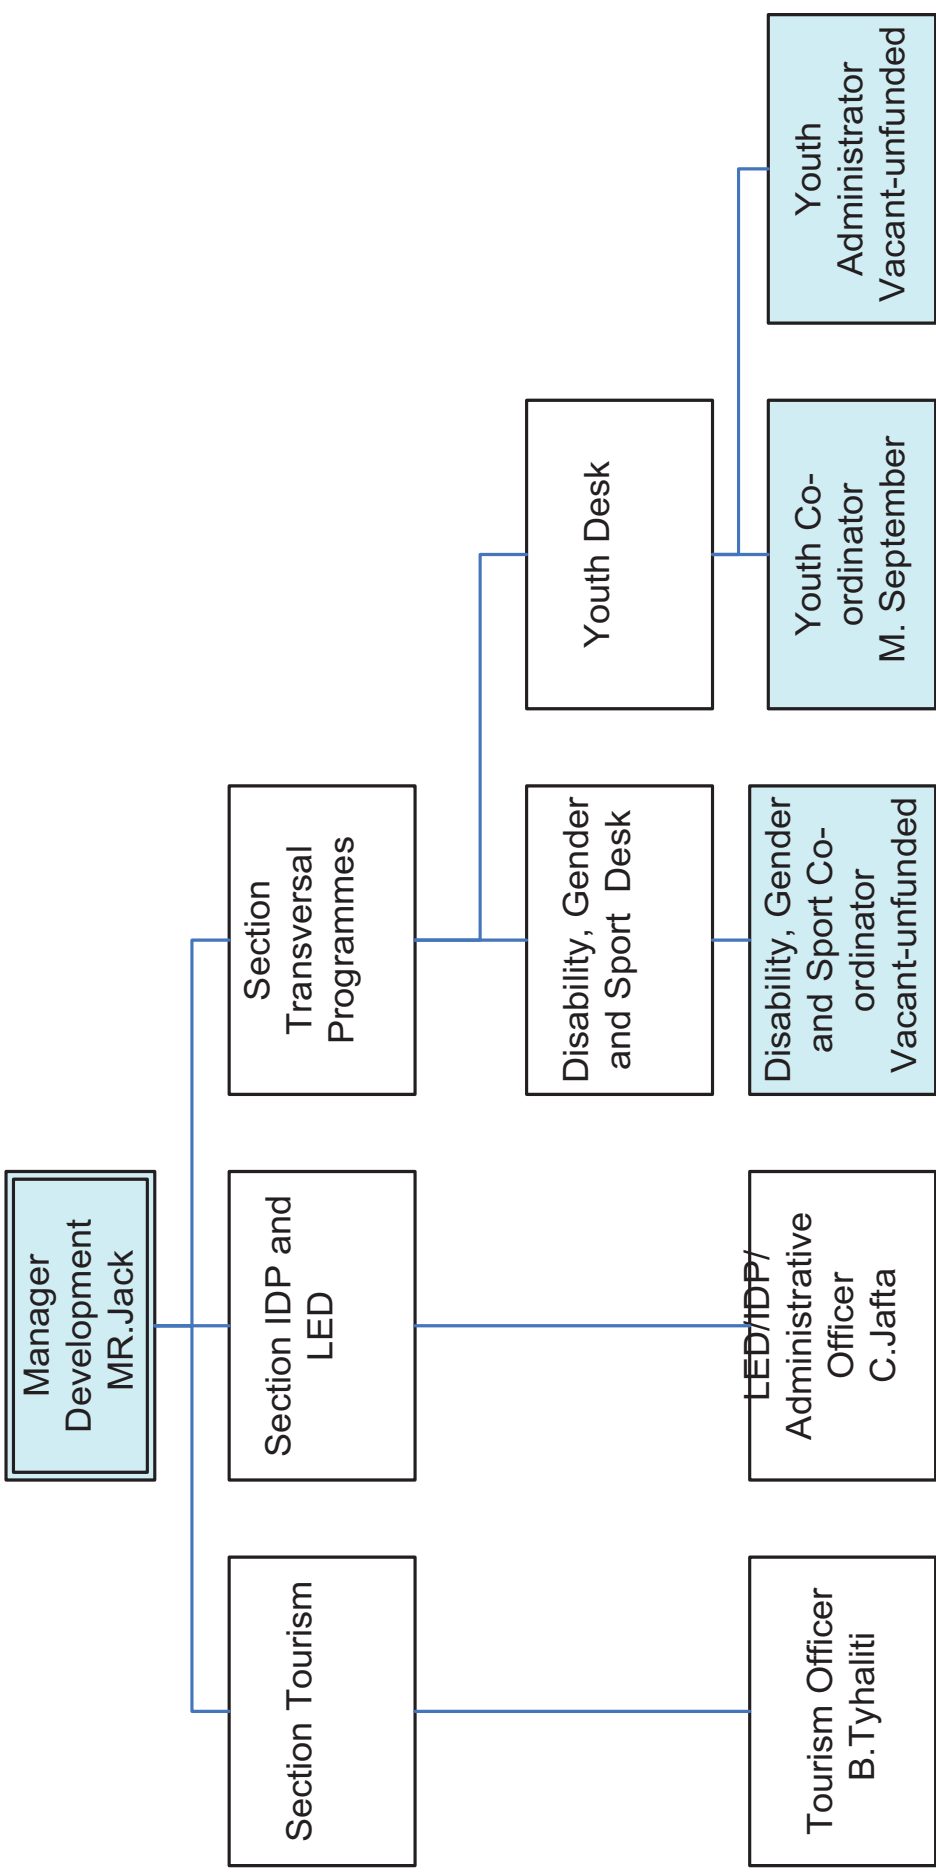 Manager
Development
MR.Jack
Section Tourism
Section IDP and
LED
Section
Transversal
Programmes
Disability, Gender
and Sport  Desk
Youth Desk
Tourism Officer
B.Tyhaliti
LED/IDP/
Administrative
Officer
C.Jafta
Disability, Gender
and Sport Co-
ordinator
Vacant-unfunded
Youth Co-
ordinator
M. September
Youth
Administrator
Vacant-unfunded